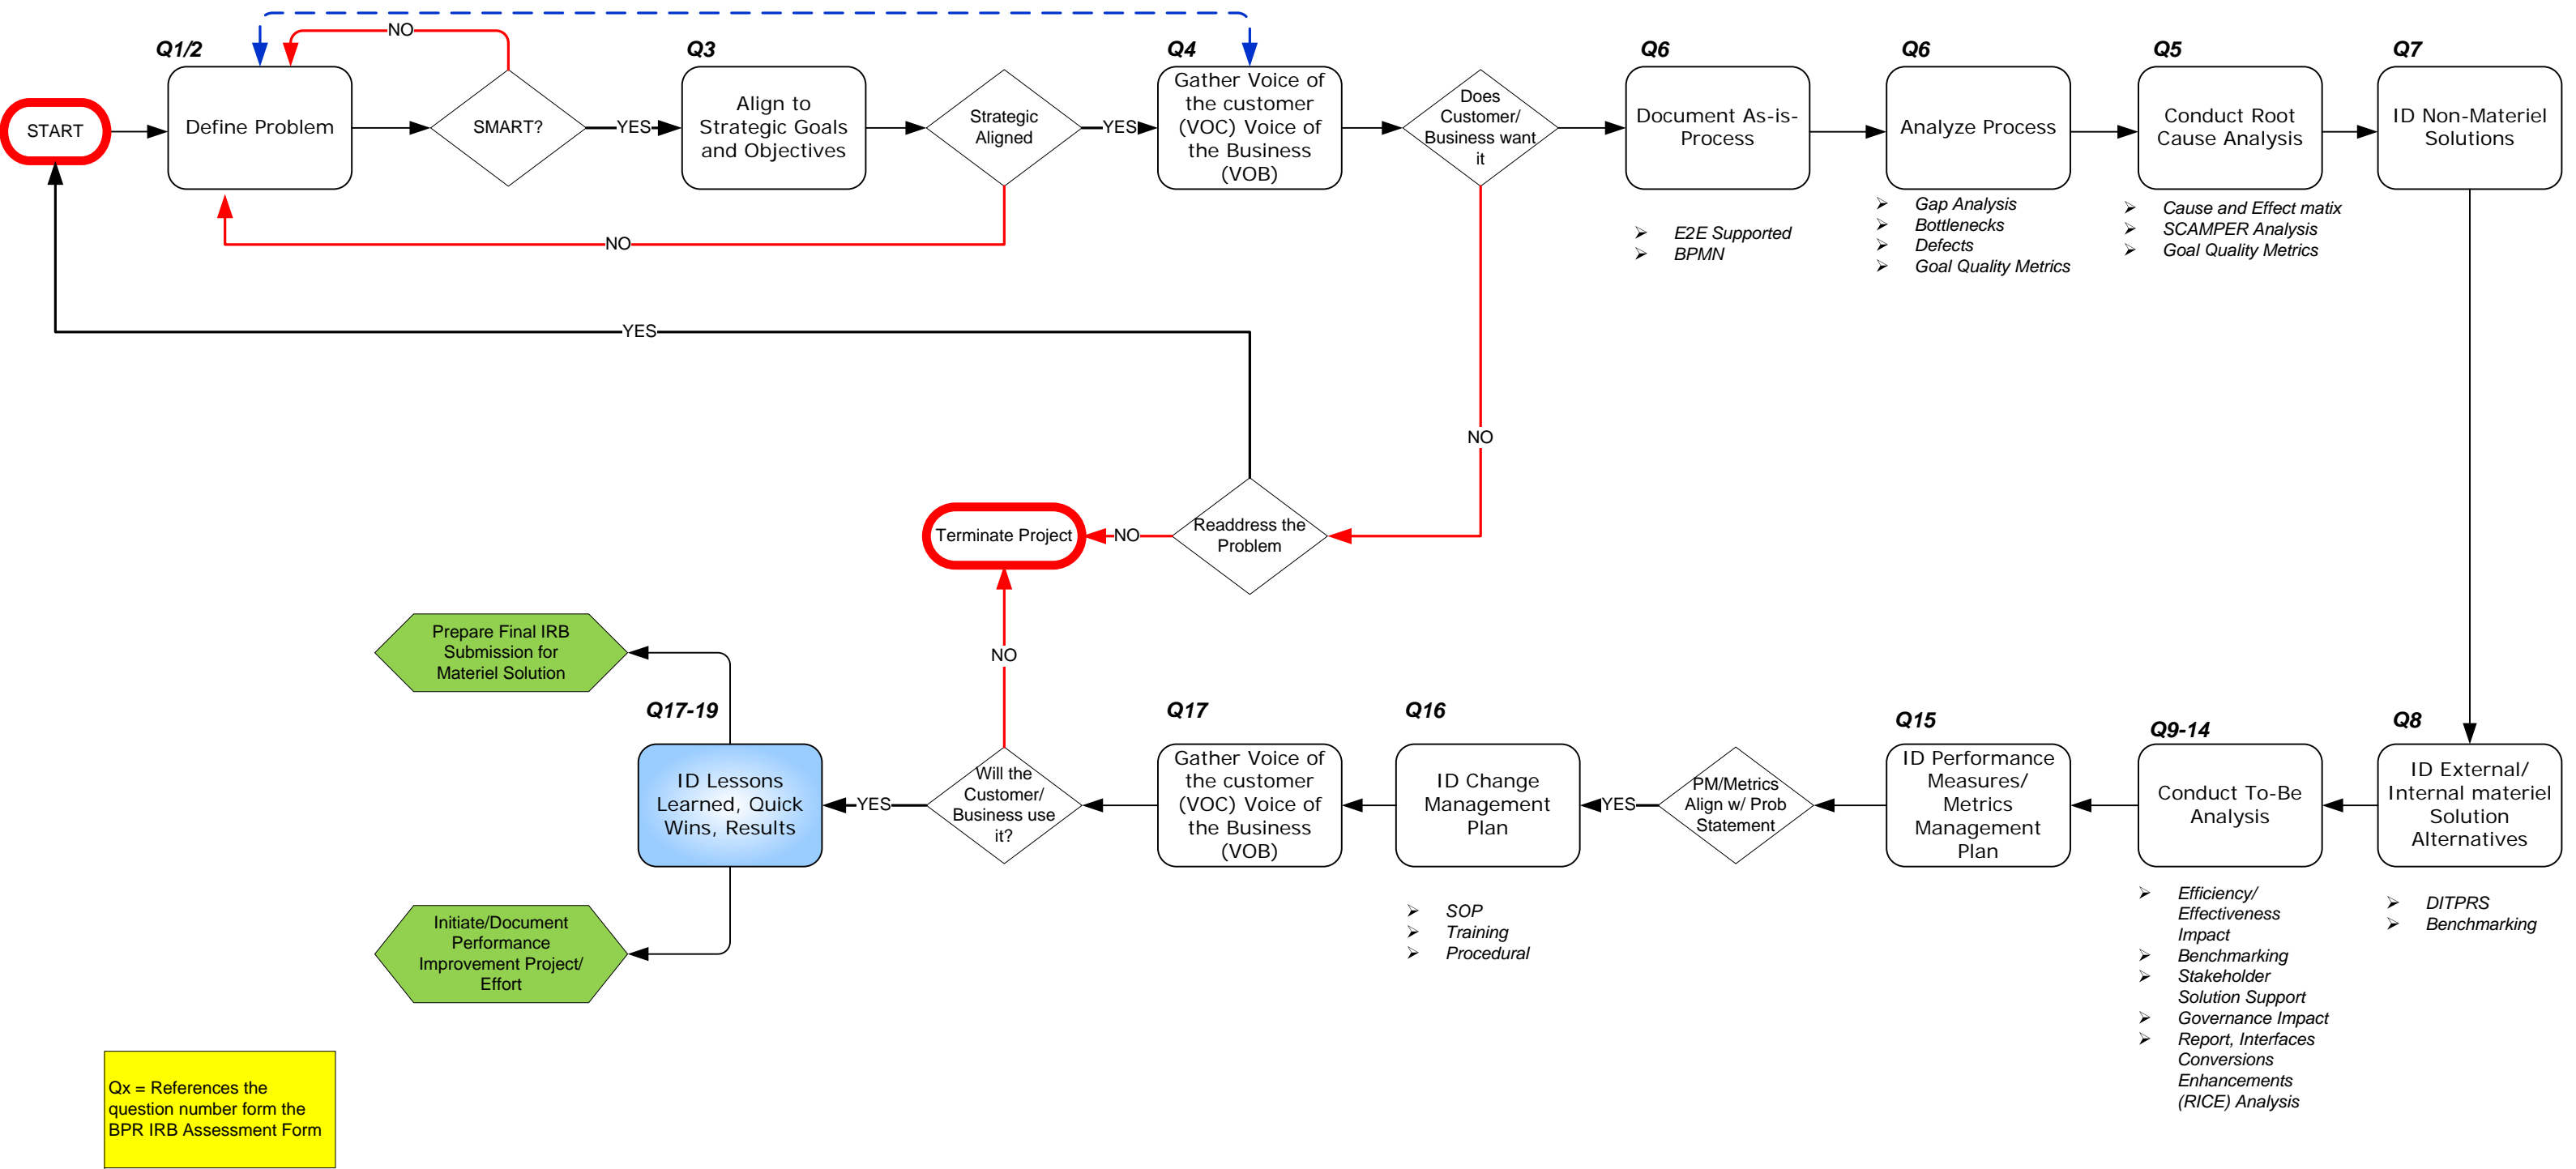 NO
Q1/2
Q3
Q4
Q6
Q6
Q5
Q7
START
Define Problem
SMART?
YES
Align to
Strategic Goals
and Objectives
Strategic
Aligned
YES
Gather Voice of
the customer
(VOC) Voice of
the Business
(VOB)
Does
Customer/
Business want
it
Document As-is-
Process
Analyze Process
Conduct Root
Cause Analysis
ID Non-Materiel
Solutions
E2E Supported
BPMN
Gap Analysis
Bottlenecks
Defects
Goal Quality Metrics
Cause and Effect matix
SCAMPER Analysis
Goal Quality Metrics
NO
YES
NO
Terminate Project
NO
Readdress the
Problem
Prepare Final IRB
Submission for
Materiel Solution
NO
Q17-19
Q17
Q16
Q15
Q9-14
Q8
ID Lessons
Learned, Quick
Wins, Results
YES
Will the
Customer/
Business use
it?
Gather Voice of
the customer
(VOC) Voice of
the Business
(VOB)
ID Change
Management
Plan
YES
PM/Metrics
Align w/ Prob
Statement
ID Performance
Measures/
Metrics
Management
Plan
Conduct To-Be
Analysis
ID External/
Internal materiel
Solution
Alternatives
Initiate/Document
Performance
Improvement Project/
Effort
SOP
Training
Procedural
Efficiency/
Effectiveness
Impact
Benchmarking
Stakeholder
Solution Support
Governance Impact
Report, Interfaces
Conversions
Enhancements
(RICE) Analysis
DITPRS
Benchmarking
Qx = References the
question number form the
BPR IRB Assessment Form